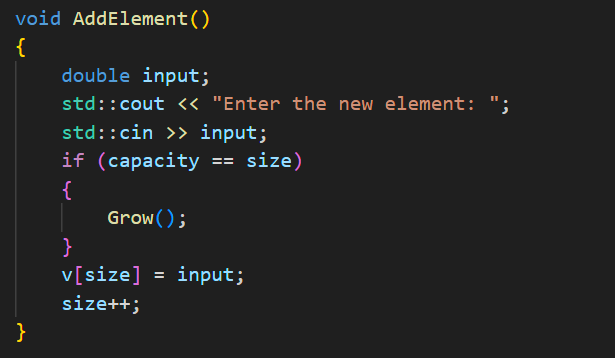 void AddElement()
{
    double input;
    std::cout << "Enter the new element: ";
    std::cin >> input;
    if (capacity == size)
    {
        Grow();
    }
    v[size] = input;
    size++;
}